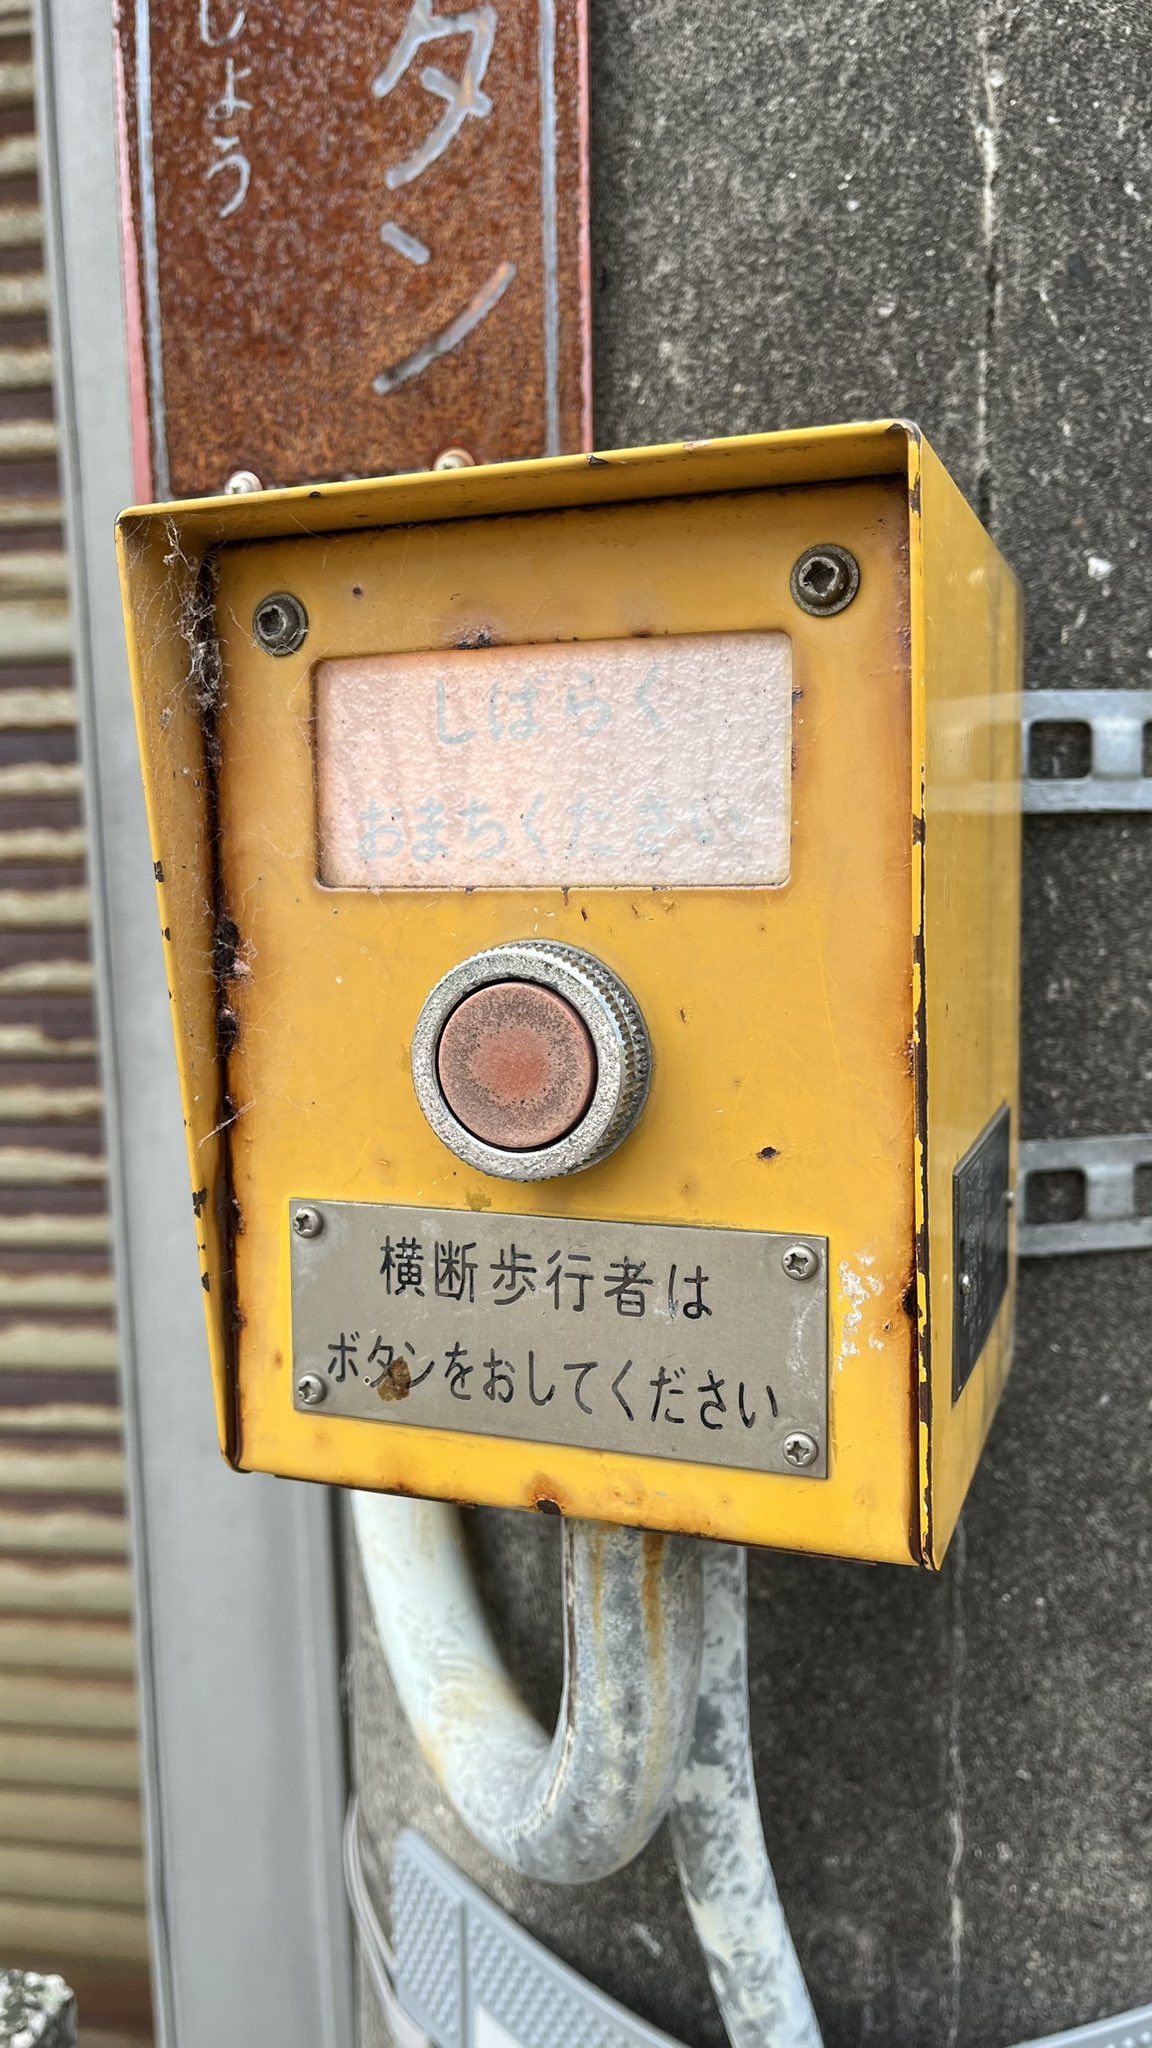 タン
しょう
しばらく
おまちください
横断歩行者は
ボタンをおしてください